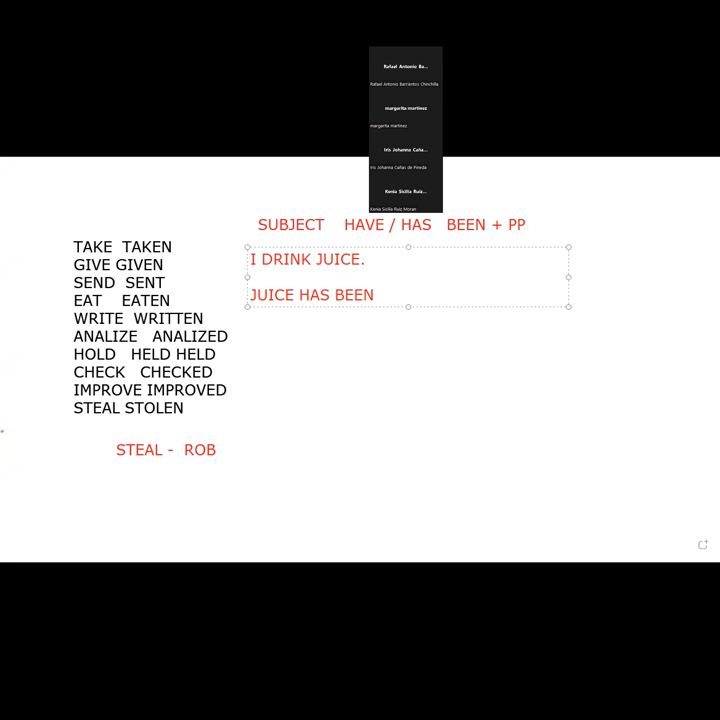 Rafael Antonio Ba...
Rafael Antonio Barrientos Chinchilla
margarita martinez
margarita martinez
Iris Johanna Caña...
Iris Johanna Cañas de Pineda
Kenia Sicilia Ruiz...
Kenia Sicilia Ruiz Moran
SUBJECT HAVE / HAS BEEN + PP
TAKE TAKEN
GIVE GIVEN
SEND SENT
EAT EATEN
WRITE WRITTEN
ANALIZE ANALIZED
HOLD HELD HELD
CHECK CHECKED
IMPROVE IMPROVED
STEAL STOLEN
I DRINK JUICE.
JUICE HAS BEEN
STEAL - ROB